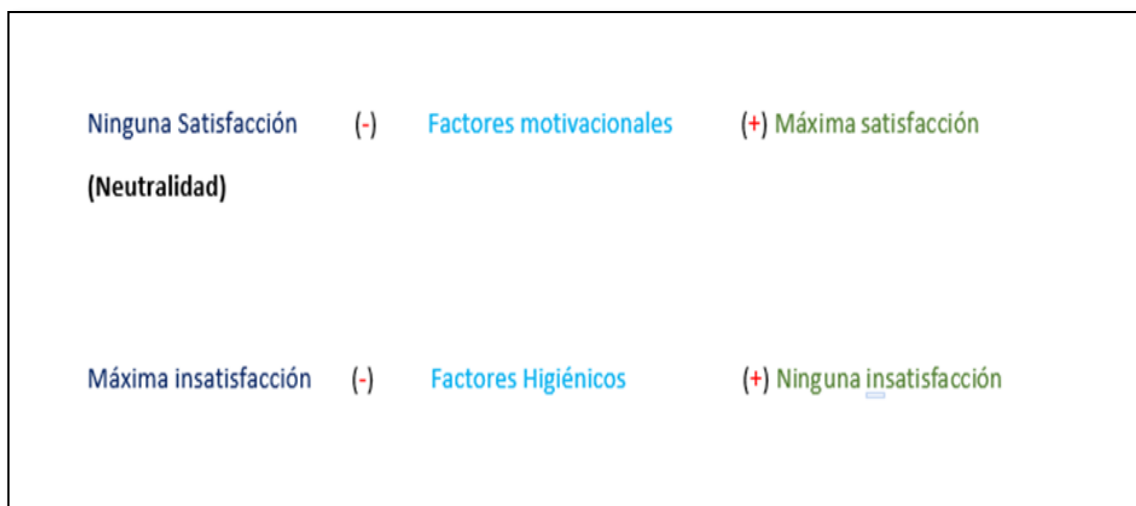 Ninguna Satisfacción (-) Factores motivacionales (+) Máxima satisfacción
(Neutralidad)
Máxima insatisfacción (-) Factores Higiénicos (+) Ninguna insatisfacción